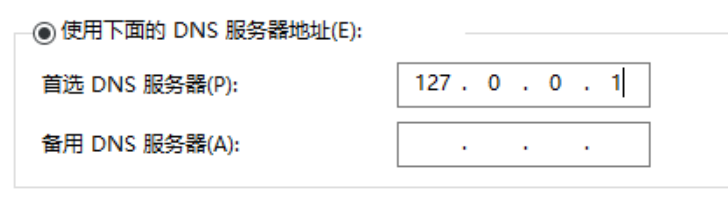 使用下面的 DNS 服务器地址(E):
首选 DNS 服务器(P): 127 . 0 . 0 . 1
备用 DNS 服务器(A): . . .